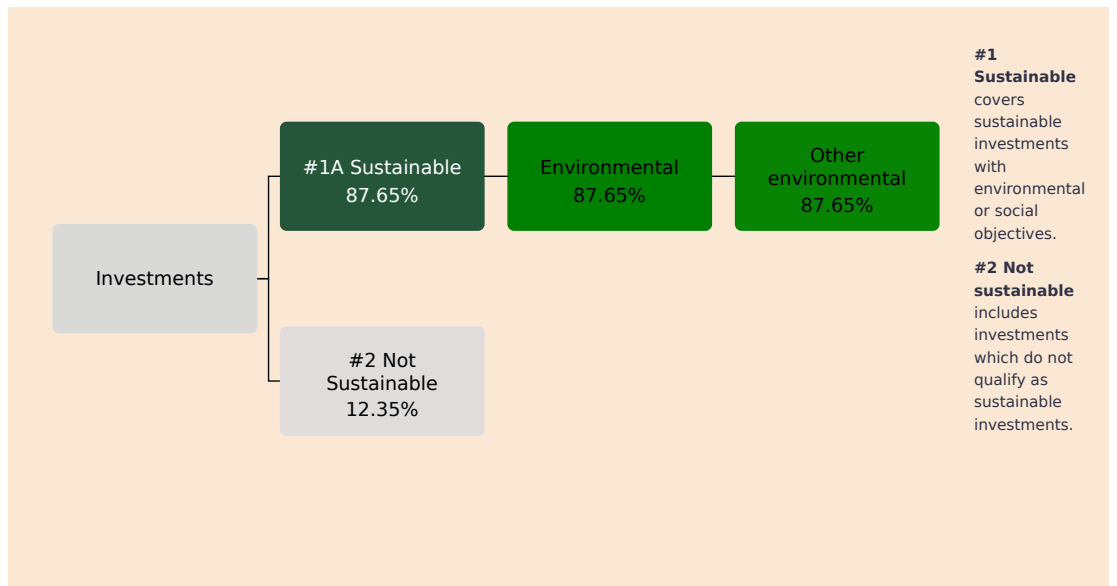 Investments
#1A Sustainable
87.65%
Environmental
87.65%
Other
environmental
87.65%
#2 Not
Sustainable
12.35%
#1
Sustainable
covers
sustainable
investments
with
environmental
or social
objectives.
#2 Not
sustainable
includes
investments
which do not
qualify as
sustainable
investments.